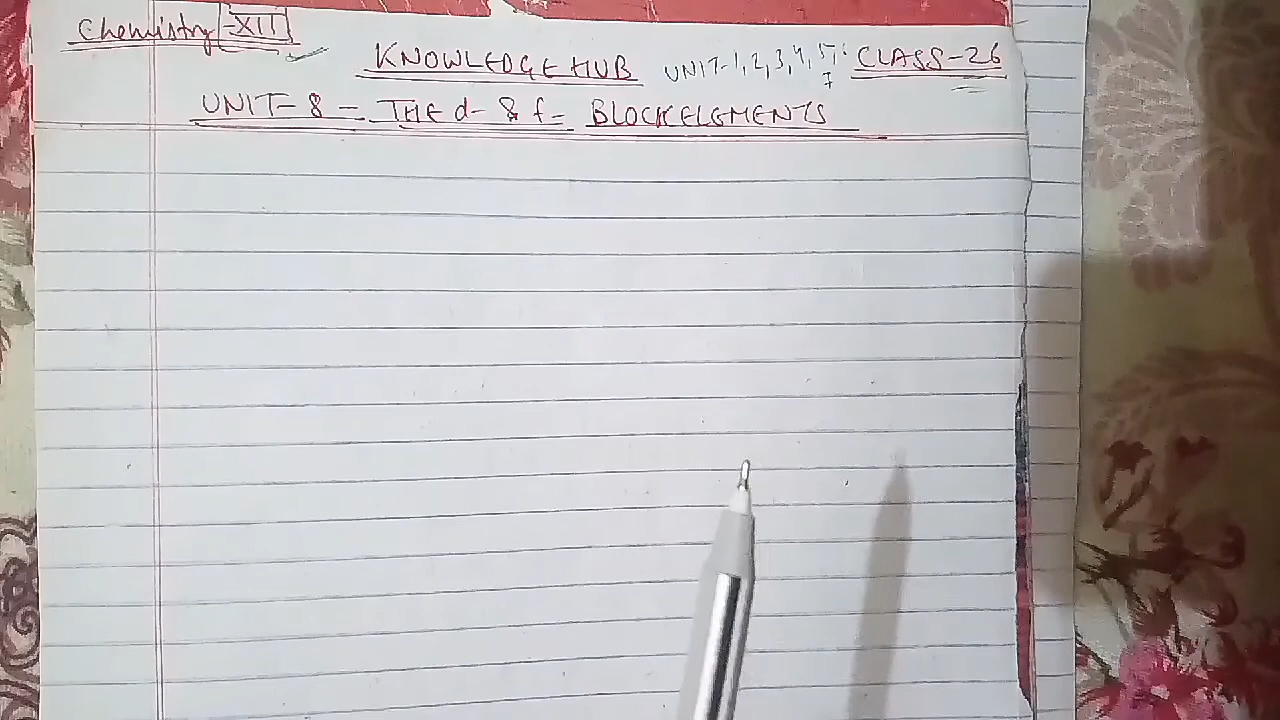 Chemistry-XII
KNOWLEDGE HUB UNIT-1,2,3,4,5, CLASS-26
7
UNIT-8 - THE d- & f- BLOCK ELEMENTS